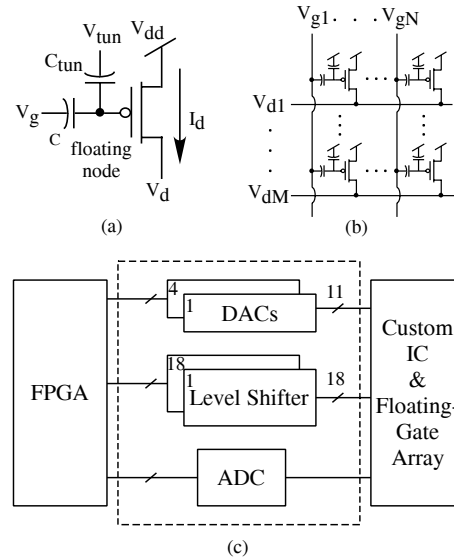 V_tun
V_dd
C_tun
V_g
C
floating
node
I_d
V_d
(a)
V_g1 . . . V_gN
V_d1
V_dM
(b)
FPGA
4
1
DACs
11
18
1
Level Shifter
18
ADC
Custom
IC
&
Floating-
Gate
Array
(c)